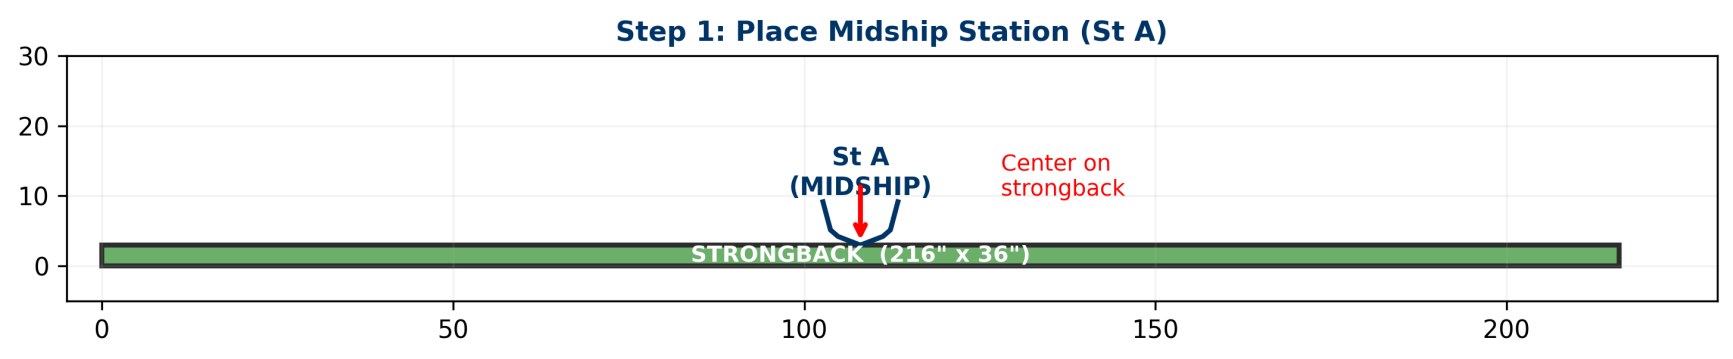 Step 1: Place Midship Station (St A)
30
20
10
0
St A
(MIDSHIP)
Center on
strongback
STRONGBACK (216" x 36")
0
50
100
150
200